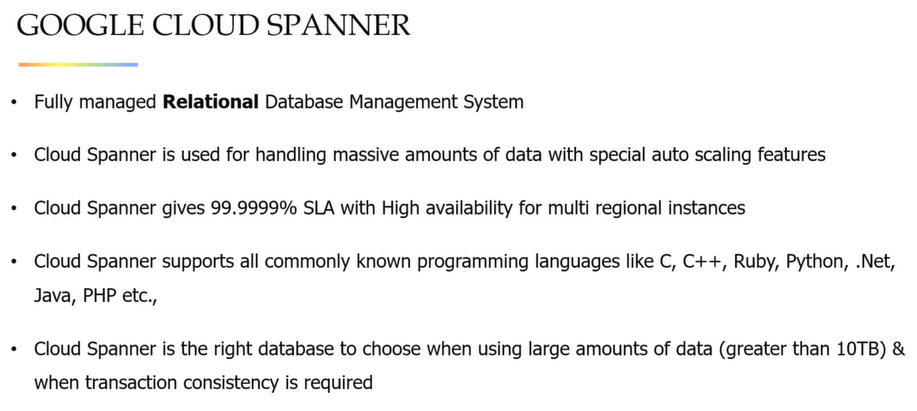 GOOGLE CLOUD SPANNER
• Fully managed Relational Database Management System
• Cloud Spanner is used for handling massive amounts of data with special auto scaling features
• Cloud Spanner gives 99.9999% SLA with High availability for multi regional instances
• Cloud Spanner supports all commonly known programming languages like C, C++, Ruby, Python, .Net,
Java, PHP etc.,
• Cloud Spanner is the right database to choose when using large amounts of data (greater than 10TB) &
when transaction consistency is required